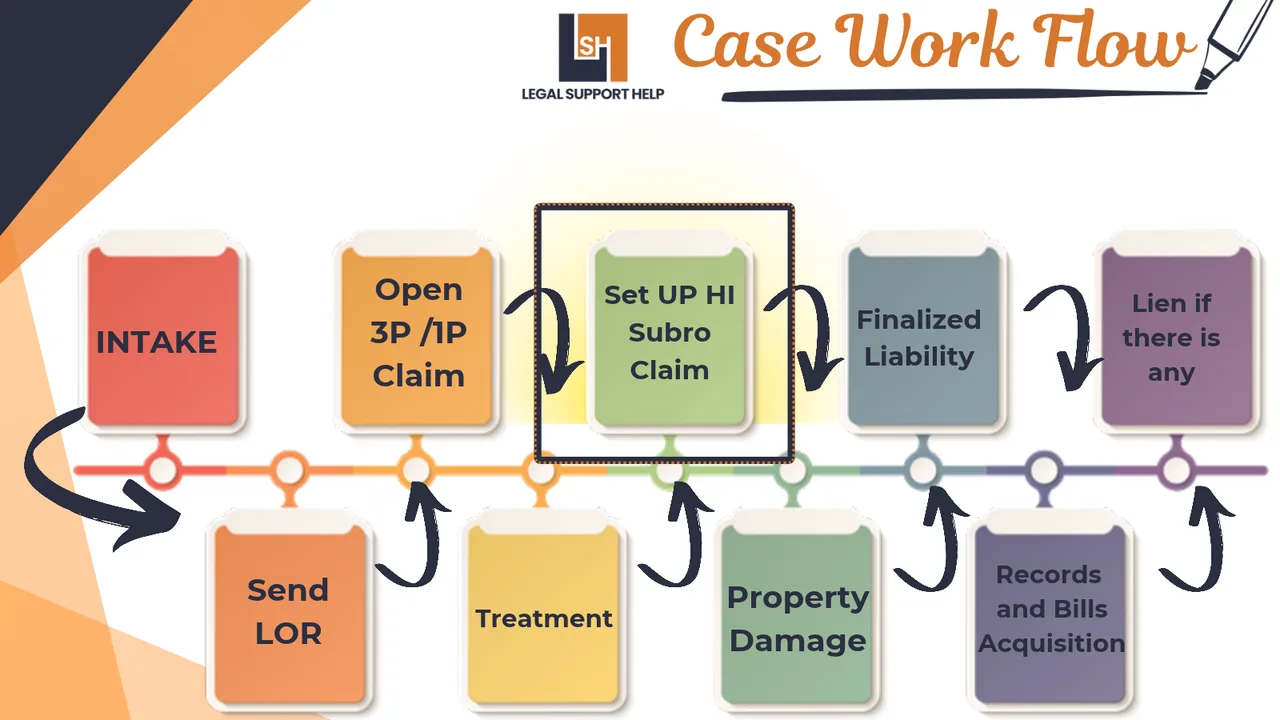 SH
LEGAL SUPPORT HELP
Case Work Flow
INTAKE
Send
LOR
Open
3P /1P
Claim
Treatment
Set UP HI
Subro
Claim
Property
Damage
Finalized
Liability
Records
and Bills
Acquisition
Lien if
there is
any